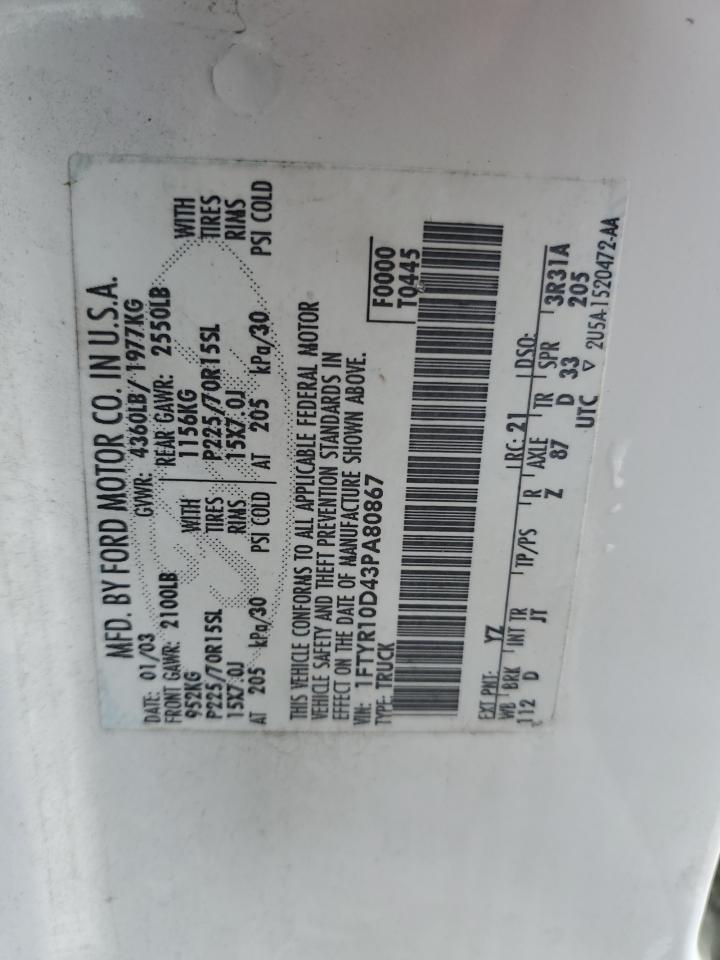 MFD. BY FORD MOTOR CO. IN U.S.A.
DATE: 01/03 GVWR: 4360LB/ 1977KG
FRONT GAWR: 2100LB REAR GAWR: 2550LB
952KG WITH 1156KG WITH
P225/70R15SL TIRES P225/70R15SL TIRES
15X7.0J RIMS 15X7.0J RIMS
AT 205 kPa/30 PSI COLD AT 205 kPa/30 PSI COLD
THIS VEHICLE CONFORMS TO ALL APPLICABLE FEDERAL MOTOR
VEHICLE SAFETY AND THEFT PREVENTION STANDARDS IN
EFFECT ON THE DATE OF MANUFACTURE SHOWN ABOVE.
VIN: 1FTYR10D43PA80867
TYPE: TRUCK
F0000
T0445
EXT PNT: YZ RC: 21 DSO:
WB BRK INT TR TP/PS R AXLE TR SPR 3R31A
112 D JT Z 87 D 33 205
UTC ▽ 2U5A-1520472-AA